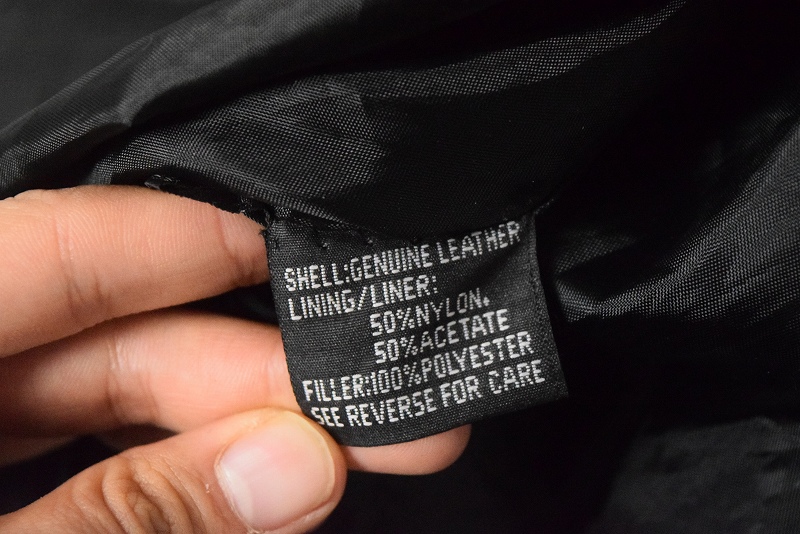 SHELL:GENUINE LEATHER
LINING/LINER:
50%NYLON.
50%ACETATE
FILLER:100%POLYESTER
SEE REVERSE FOR CARE